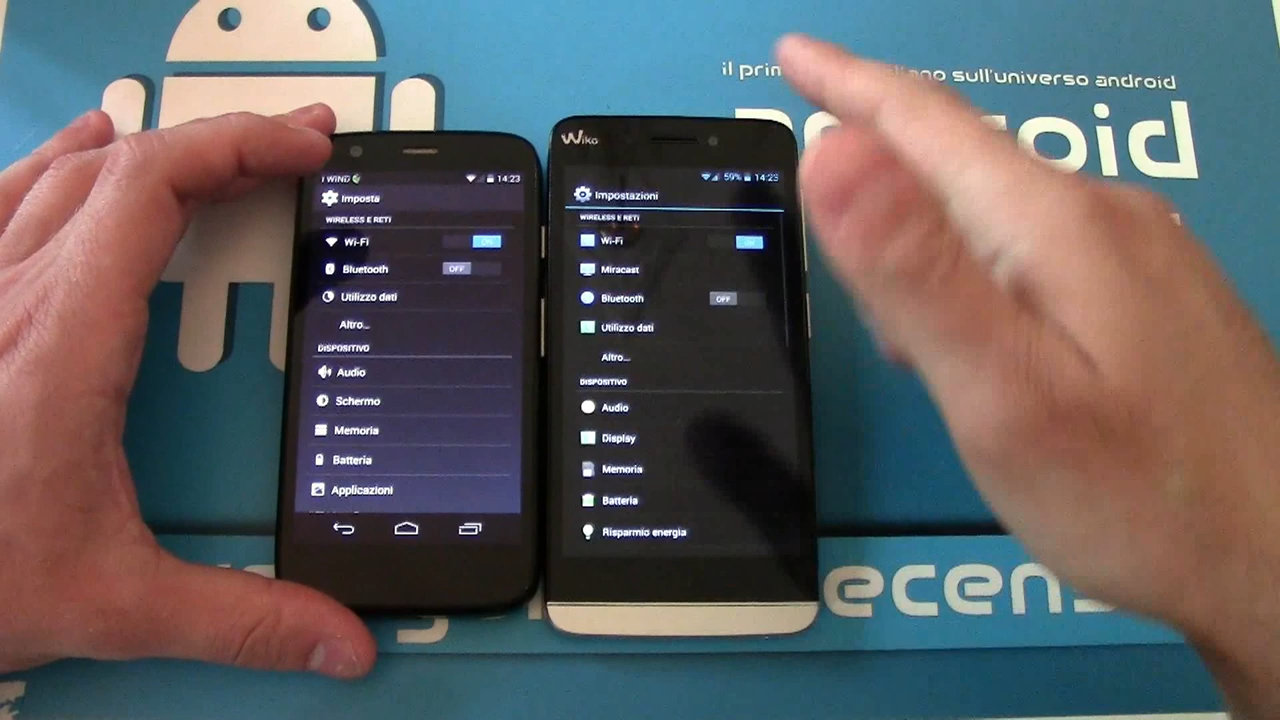 il prim
ano sull'universo android
oid
I WIND
14:23
Imposta
WIRELESS E RETI
Wi-Fi
ON
Bluetooth
OFF
Utilizzo dati
Altro...
DISPOSITIVO
Audio
Schermo
Memoria
Batteria
Applicazioni
Wiko
59% 14:23
Impostazioni
WIRELESS E RETI
Wi-Fi
ON
Miracast
Bluetooth
OFF
Utilizzo dati
Altro...
DISPOSITIVO
Audio
Display
Memoria
Batteria
Risparmio energia
ecens